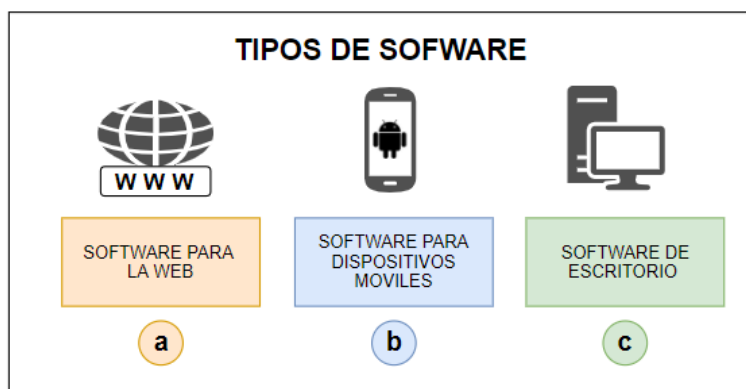 TIPOS DE SOFWARE
W W W
SOFTWARE PARA
LA WEB
SOFTWARE PARA
DISPOSITIVOS
MOVILES
SOFTWARE DE
ESCRITORIO
a
b
c